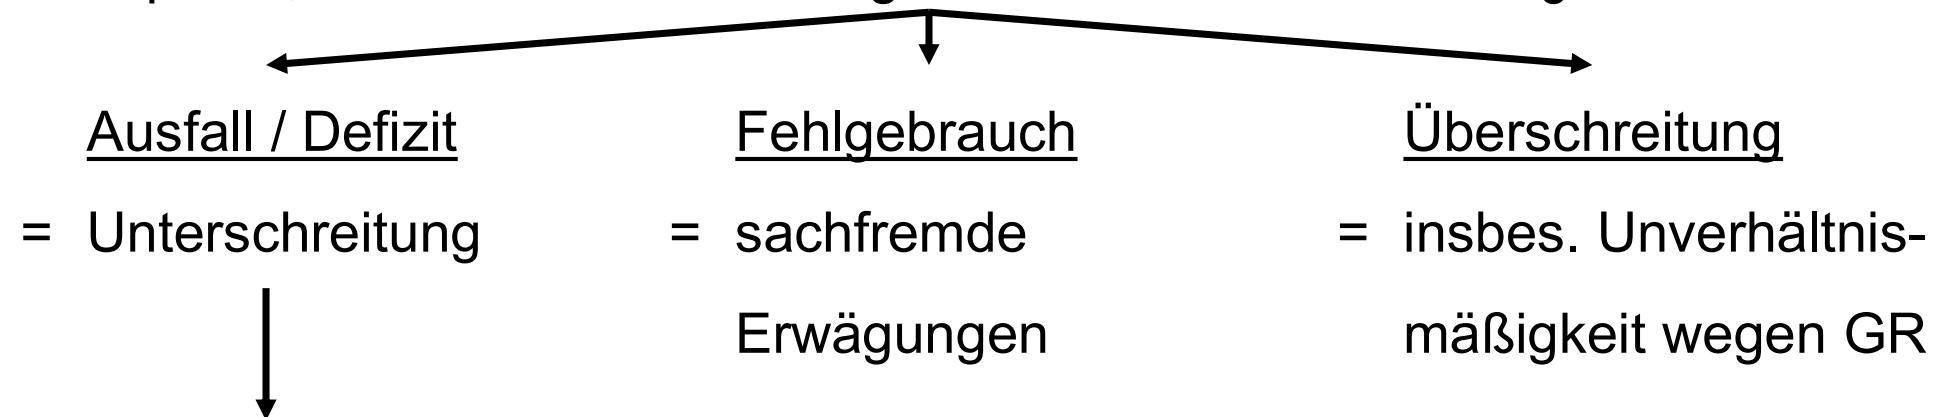 Ausfall / Defizit Fehlgebrauch Überschreitung
= Unterschreitung = sachfremde = insbes. Unverhältnis-
Erwägungen mäßigkeit wegen GR